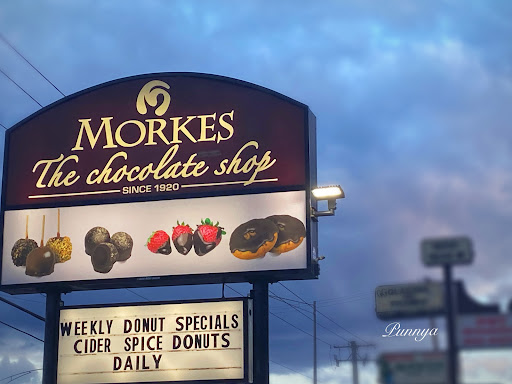 MORKES
The chocolate shop
SINCE 1920
WEEKLY DONUT SPECIALS
CIDER SPICE DONUTS
DAILY
Punnya